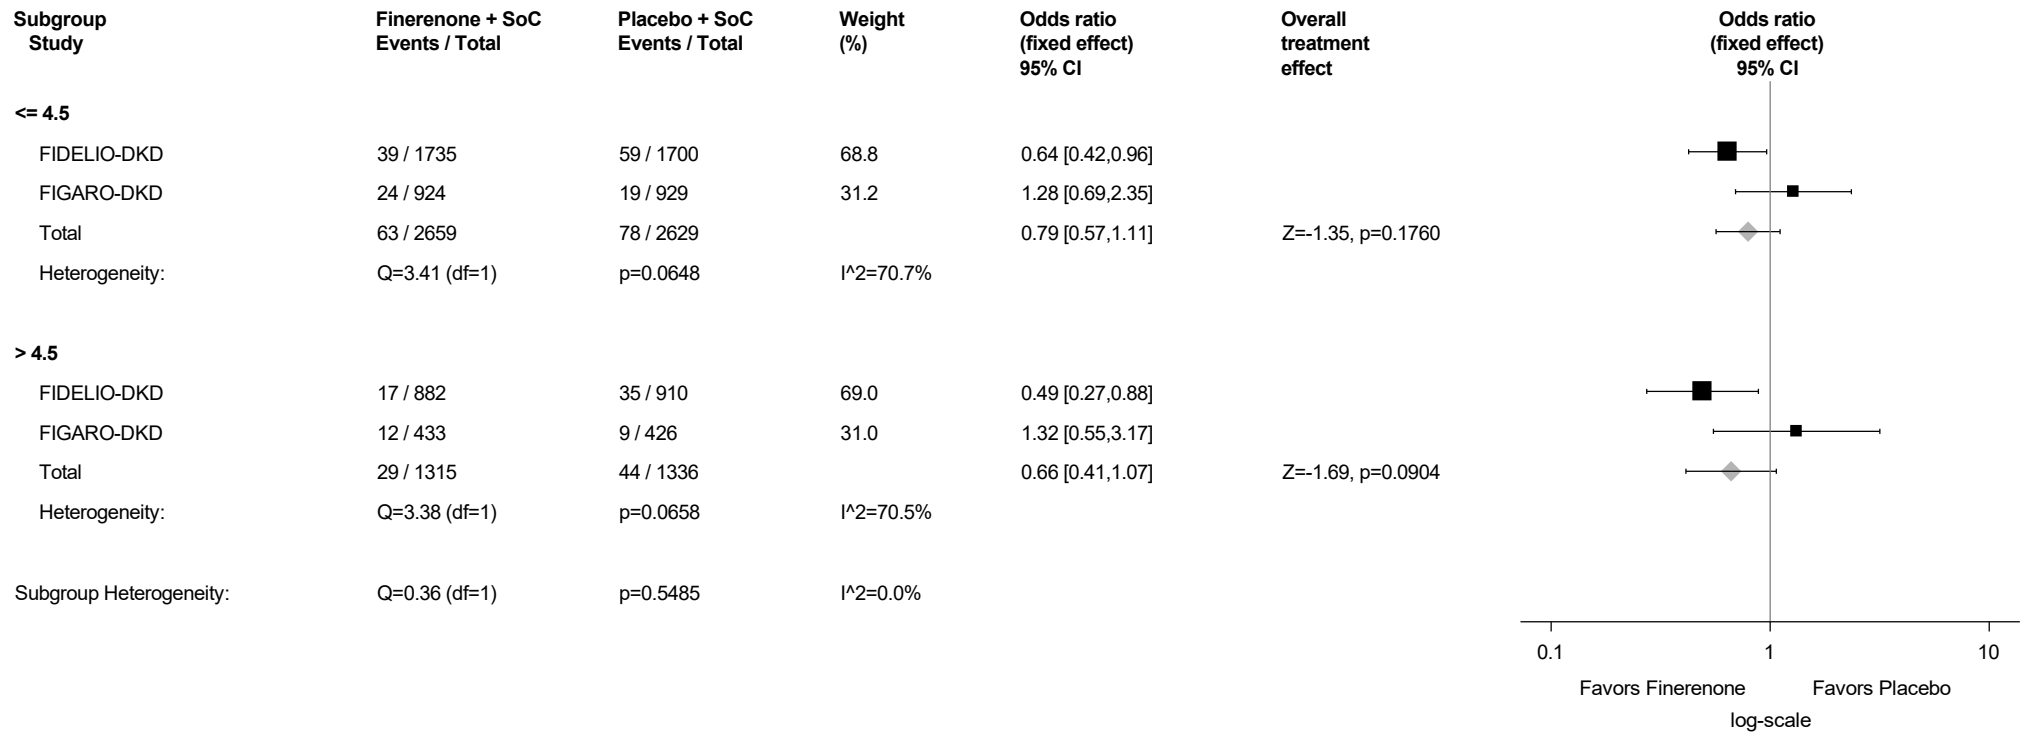 Subgroup Finerenone + SoC Placebo + SoC Weight Odds ratio Overall Odds ratio
Study Events / Total Events / Total (%) (fixed effect) treatment (fixed effect)
95% CI effect 95% CI
<= 4.5
FIDELIO-DKD 39 / 1735 59 / 1700 68.8 0.64 [0.42,0.96]
FIGARO-DKD 24 / 924 19 / 929 31.2 1.28 [0.69,2.35]
Total 63 / 2659 78 / 2629 0.79 [0.57,1.11] Z=-1.35, p=0.1760
Heterogeneity: Q=3.41 (df=1) p=0.0648 I^2=70.7%
> 4.5
FIDELIO-DKD 17 / 882 35 / 910 69.0 0.49 [0.27,0.88]
FIGARO-DKD 12 / 433 9 / 426 31.0 1.32 [0.55,3.17]
Total 29 / 1315 44 / 1336 0.66 [0.41,1.07] Z=-1.69, p=0.0904
Heterogeneity: Q=3.38 (df=1) p=0.0658 I^2=70.5%
Subgroup Heterogeneity: Q=0.36 (df=1) p=0.5485 I^2=0.0%
0.1 1 10
Favors Finerenone Favors Placebo
log-scale